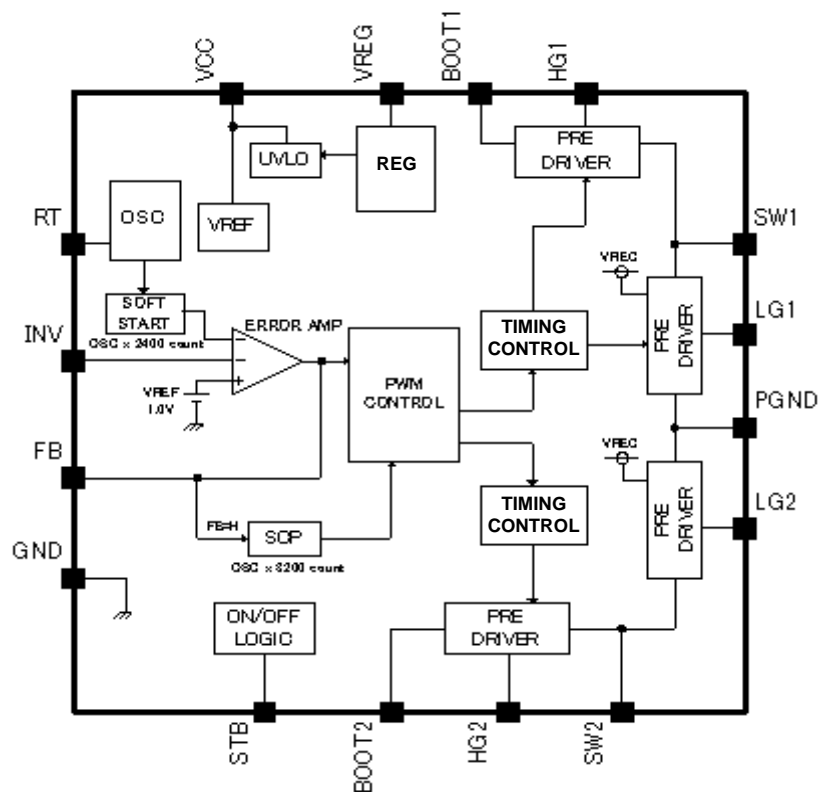 VCC
VREG
BOOT1
HG1
PRE
DRIVER
UVLO
REG
VREF
OSC
RT
SW1
VREG
SOFT
START
OSC x 2400 count
INV
ERROR AMP
LG1
PRE
DRIVER
TIMING
CONTROL
VREF
1.0V
PWM
CONTROL
PGND
FB
VREG
PRE
DRIVER
LG2
TIMING
CONTROL
FB=H
SCP
OSC x 8200 count
GND
ON/OFF
LOGIC
PRE
DRIVER
STB
BOOT2
HG2
SW2